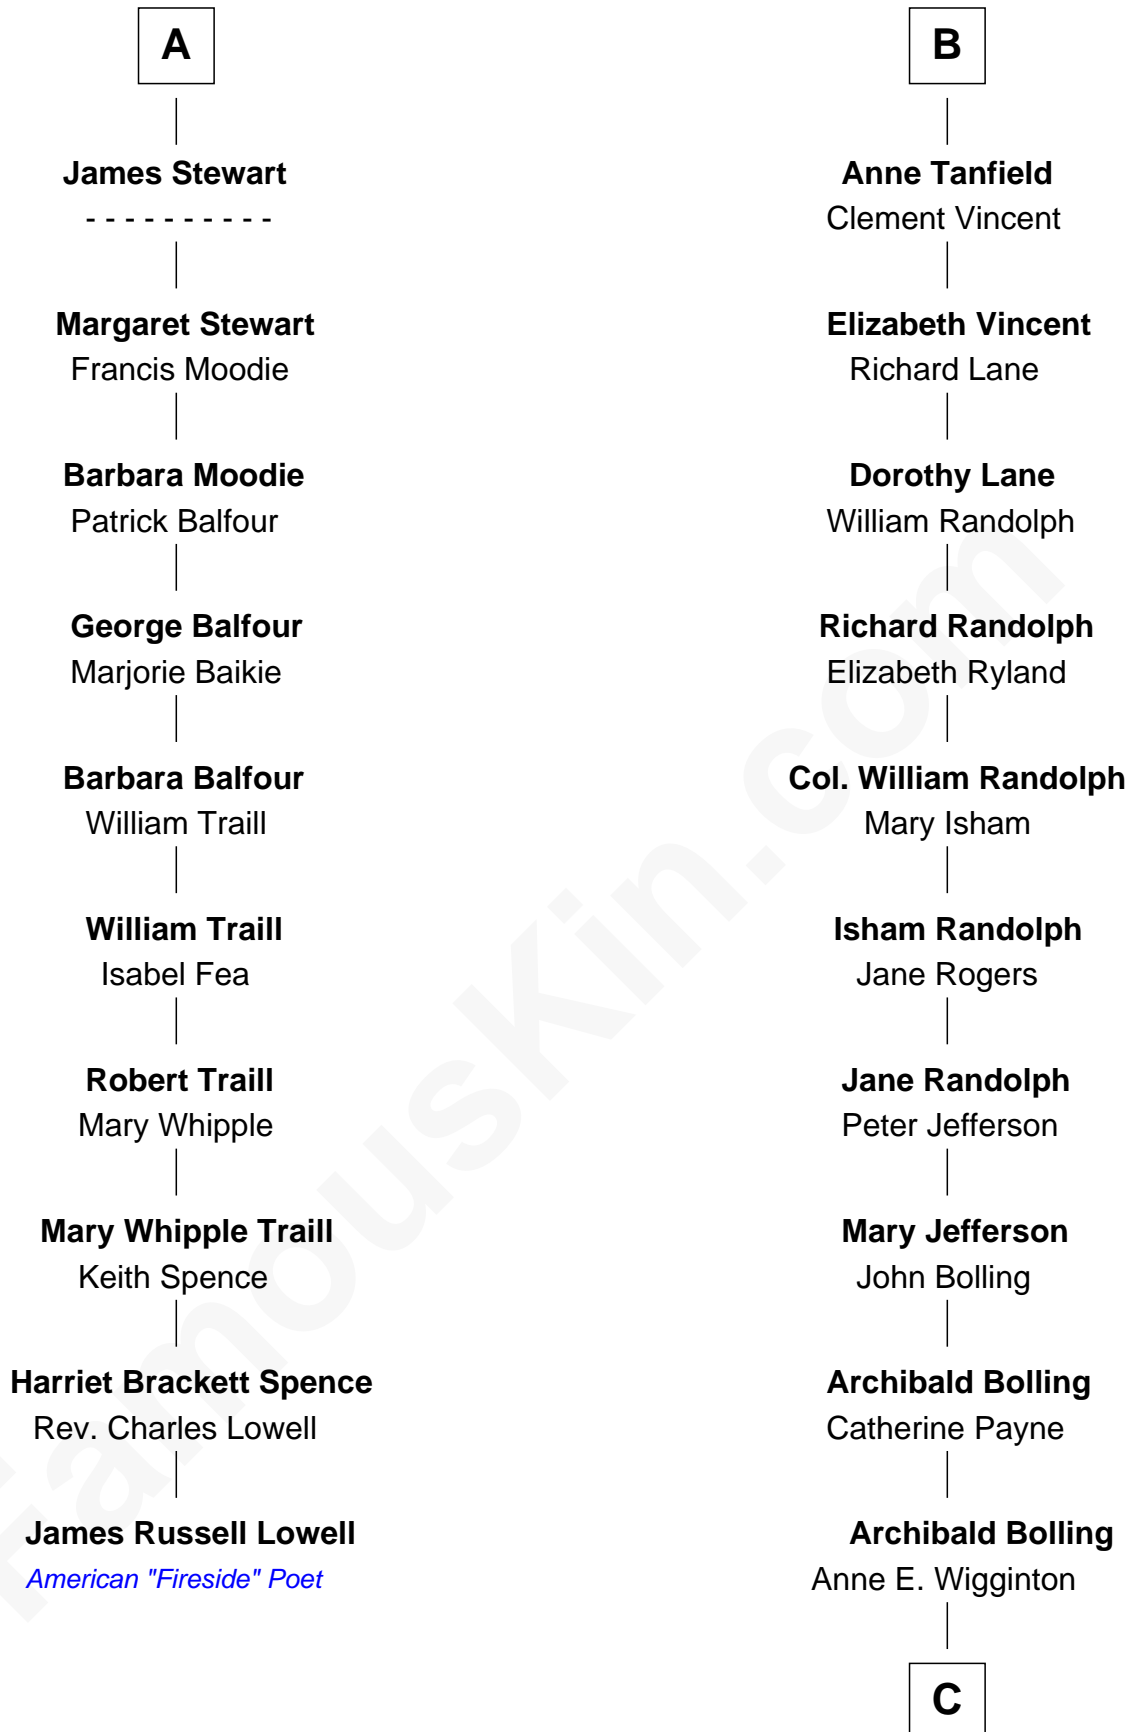 A
James Stewart
- - - - - - - - - -
Margaret Stewart
Francis Moodie
Barbara Moodie
Patrick Balfour
George Balfour
Marjorie Baikie
Barbara Balfour
William Traill
William Traill
Isabel Fea
Robert Traill
Mary Whipple
Mary Whipple Traill
Keith Spence
Harriet Brackett Spence
Rev. Charles Lowell
James Russell Lowell
American "Fireside" Poet
B
Anne Tanfield
Clement Vincent
Elizabeth Vincent
Richard Lane
Dorothy Lane
William Randolph
Richard Randolph
Elizabeth Ryland
Col. William Randolph
Mary Isham
Isham Randolph
Jane Rogers
Jane Randolph
Peter Jefferson
Mary Jefferson
John Bolling
Archibald Bolling
Catherine Payne
Archibald Bolling
Anne E. Wigginton
C
FamousKin.com